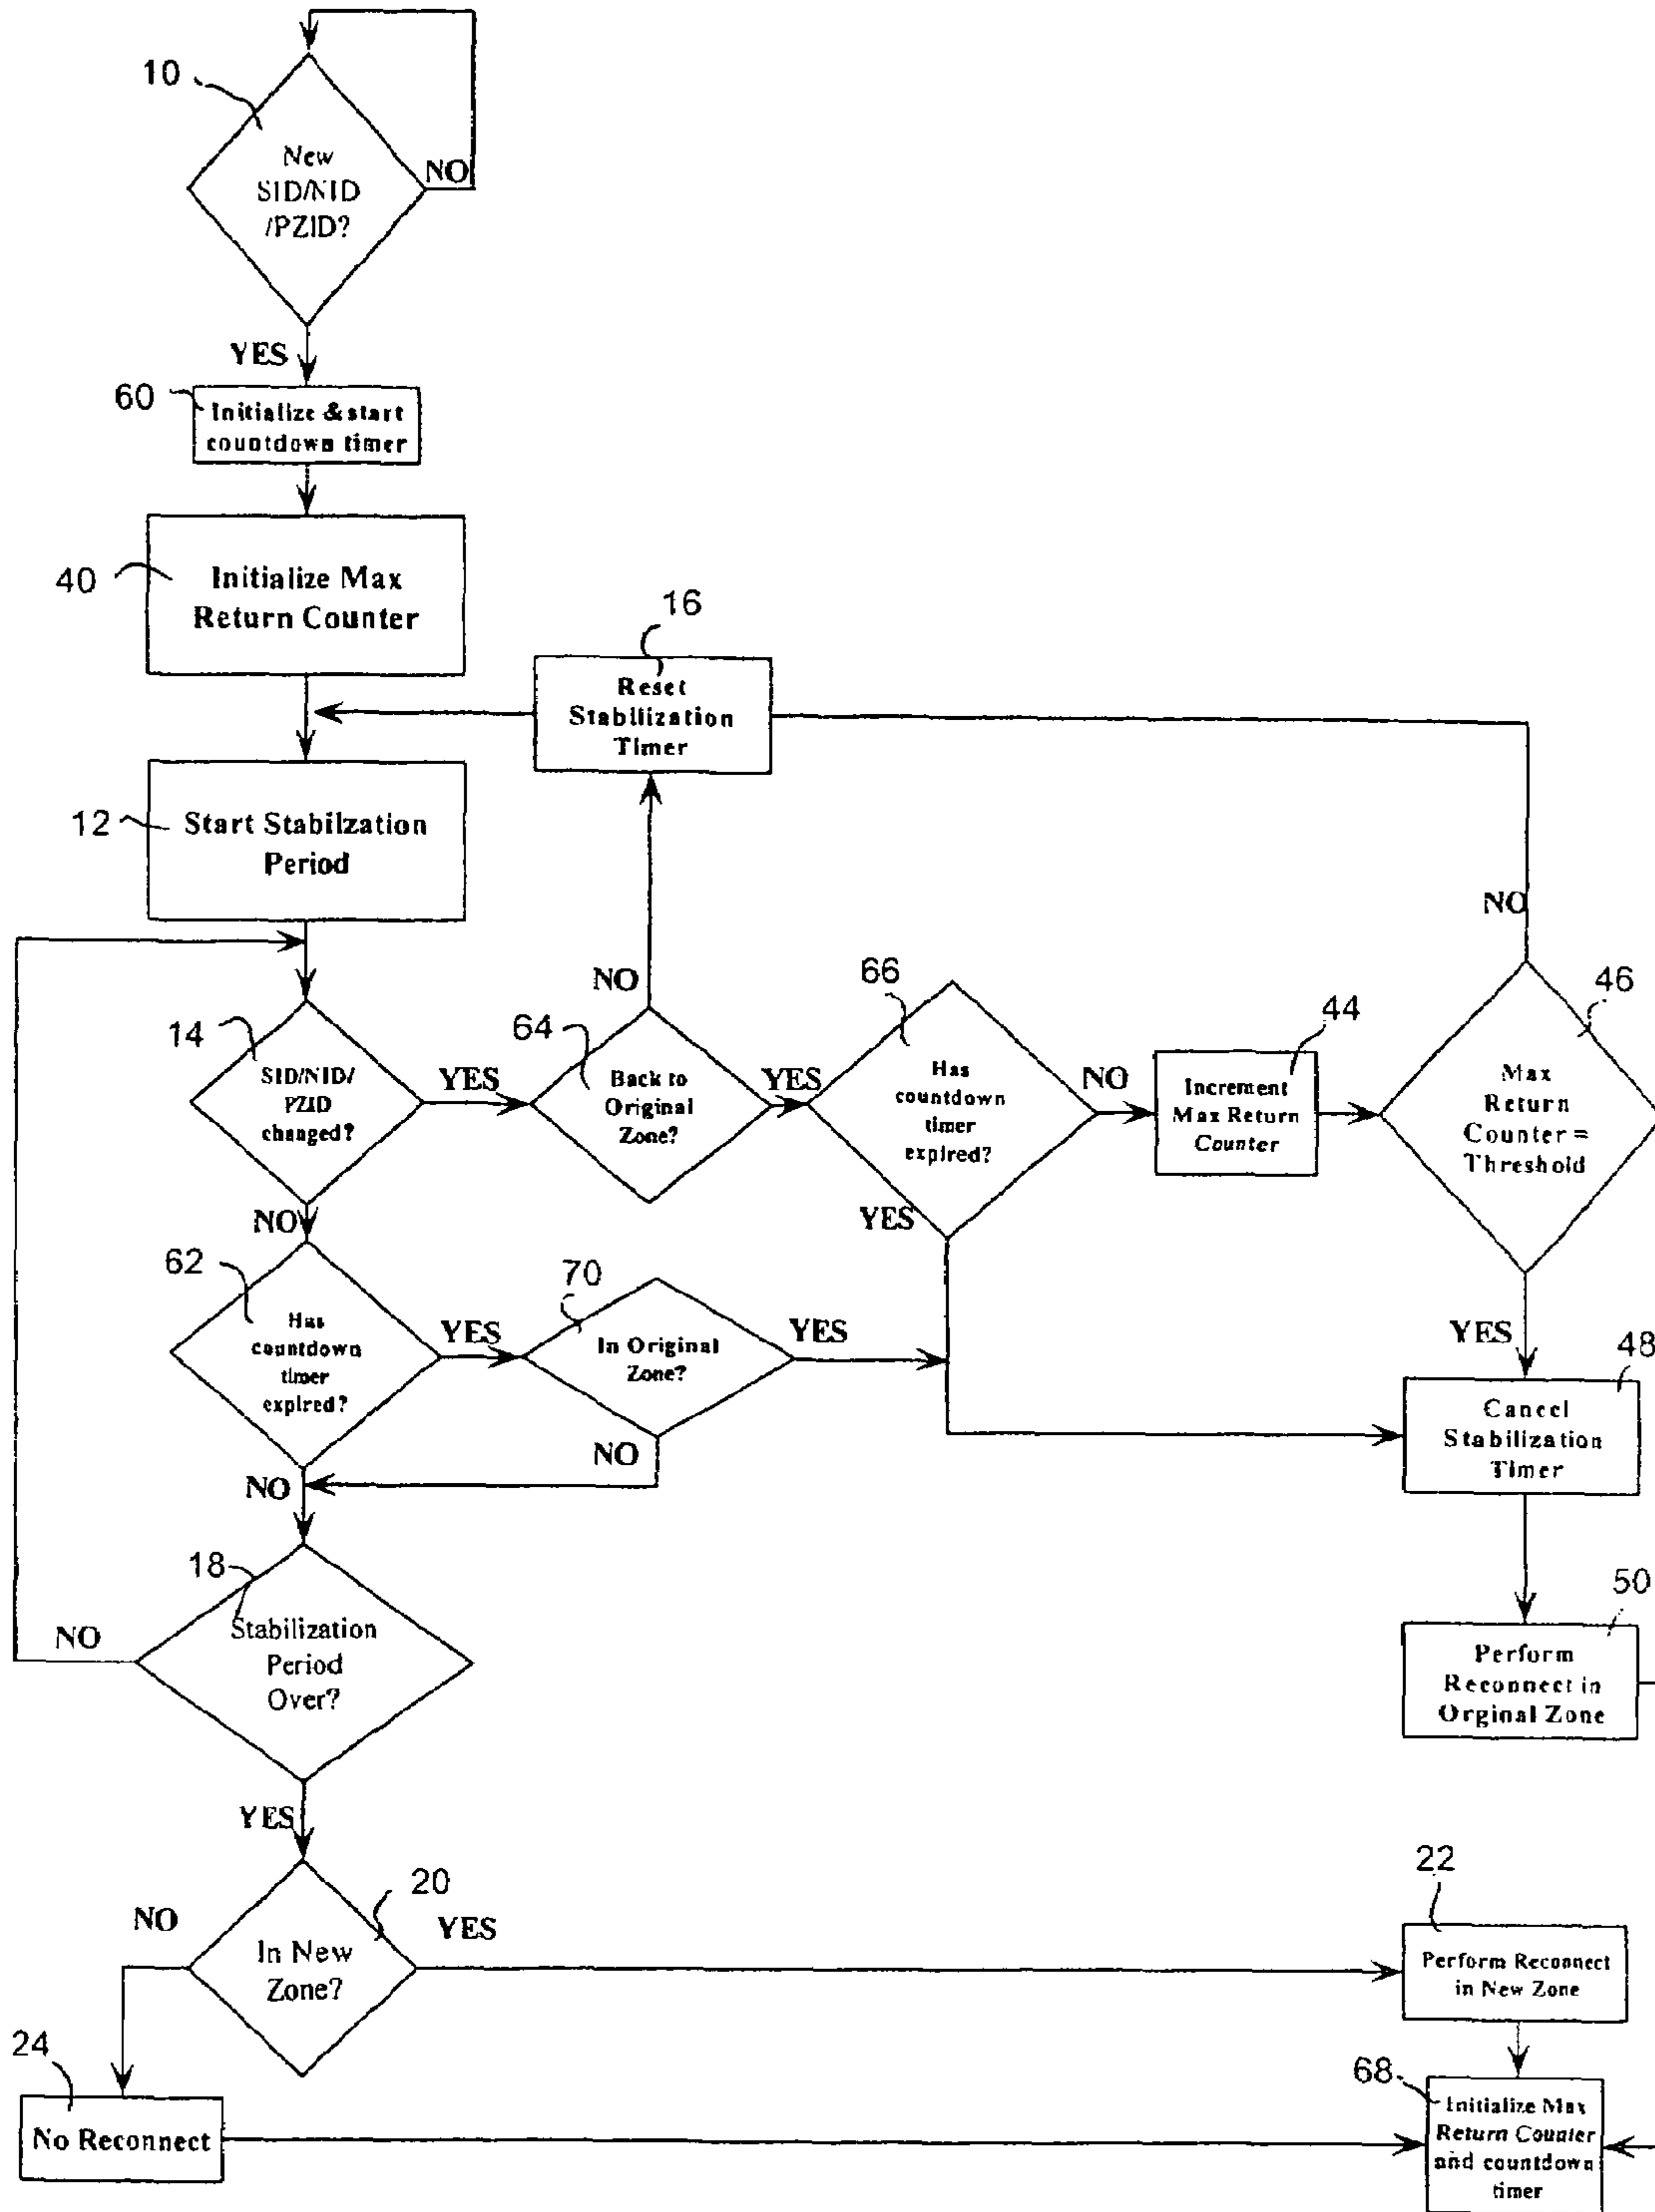 10
New
SID/NID
/PZID?
NO
YES
60
Initialize & start
countdown timer
40
Initialize Max
Return Counter
16
Reset
Stabilization
Timer
12
Start Stabilzation
Period
NO
14
SID/NID/
PZID
changed?
YES
NO
64
Back to
Original
Zone?
YES
66
Has
countdown
timer
expired?
NO
YES
44
Increment
Max Return
Counter
46
Max
Return
Counter =
Threshold
YES
NO
62
Has
countdown
timer
expired?
YES
70
In Original
Zone?
YES
NO
NO
48
Cancel
Stabilization
Timer
18
Stabilization
Period
Over?
NO
YES
50
Perform
Reconnect in
Orginal Zone
20
In New
Zone?
NO
YES
22
Perform Reconnect
in New Zone
24
No Reconnect
68
Initialize Max
Return Counter
and countdown
timer